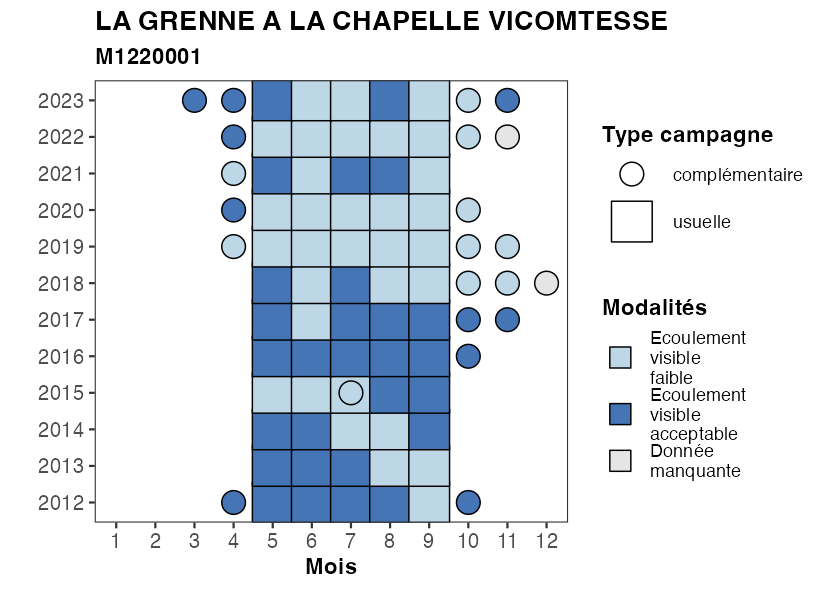 LA GRENNE A LA CHAPELLE VICOMTESSE
M1220001
2023
2022
2021
2020
2019
2018
2017
2016
2015
2014
2013
2012
1 2 3 4 5 6 7 8 9 10 11 12
Mois
Type campagne
complémentaire
usuelle
Modalités
Ecoulement
visible
faible
Ecoulement
visible
acceptable
Donnée
manquante